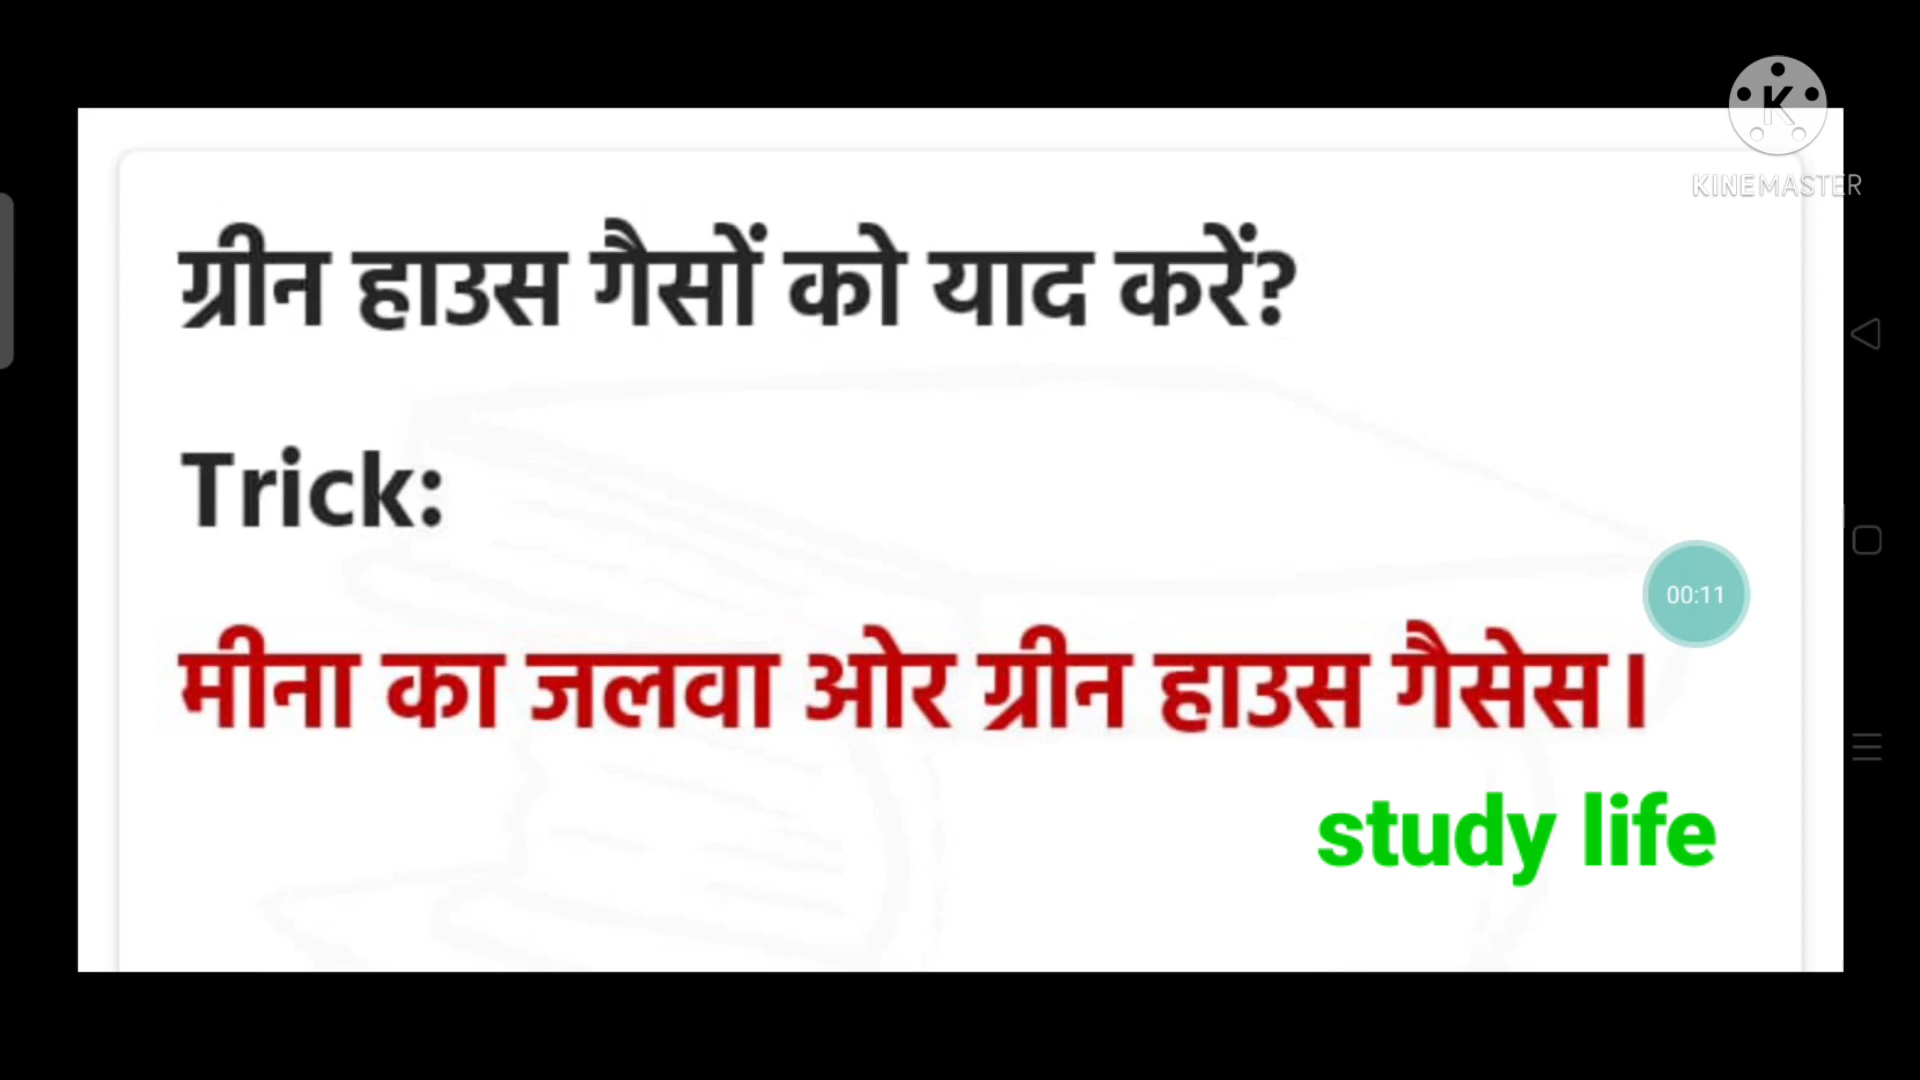 KINEMASTER
ग्रीन हाउस गैसों को याद करें?
Trick:
00:11
मीना का जलवा ओर ग्रीन हाउस गैसेस।
study life